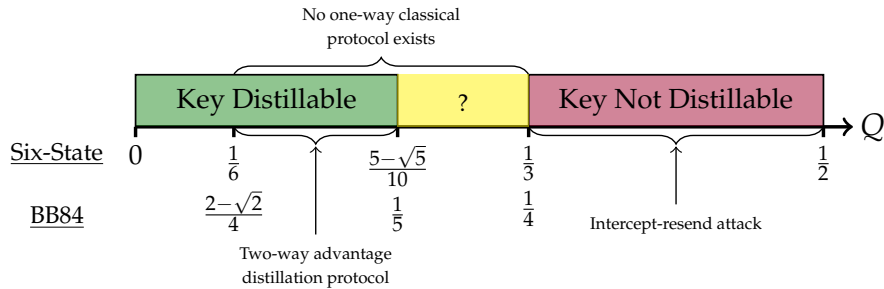 No one-way classical
protocol exists
Key Distillable
?
Key Not Distillable
Q
Six-State 0 1/6 (5−√5)/10 1/3 1/2
BB84 (2−√2)/4 1/5 1/4
Intercept-resend attack
Two-way advantage
distillation protocol